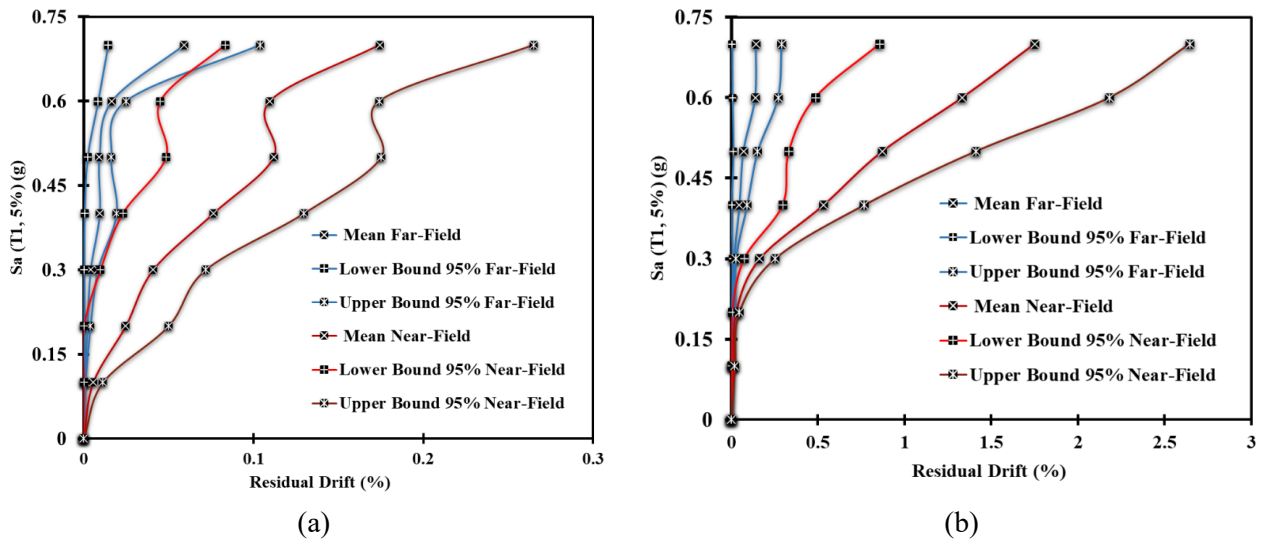 0.75
0.6
0.45
0.3
0.15
0
Sa (T1, 5%) (g)
Mean Far-Field
Lower Bound 95% Far-Field
Upper Bound 95% Far-Field
Mean Near-Field
Lower Bound 95% Near-Field
Upper Bound 95% Near-Field
0 0.1 0.2 0.3
Residual Drift (%)
(a)
0.75
0.6
0.45
0.3
0.15
0
Sa (T1, 5%) (g)
Mean Far-Field
Lower Bound 95% Far-Field
Upper Bound 95% Far-Field
Mean Near-Field
Lower Bound 95% Near-Field
Upper Bound 95% Near-Field
0 0.5 1 1.5 2 2.5 3
Residual Drift (%)
(b)